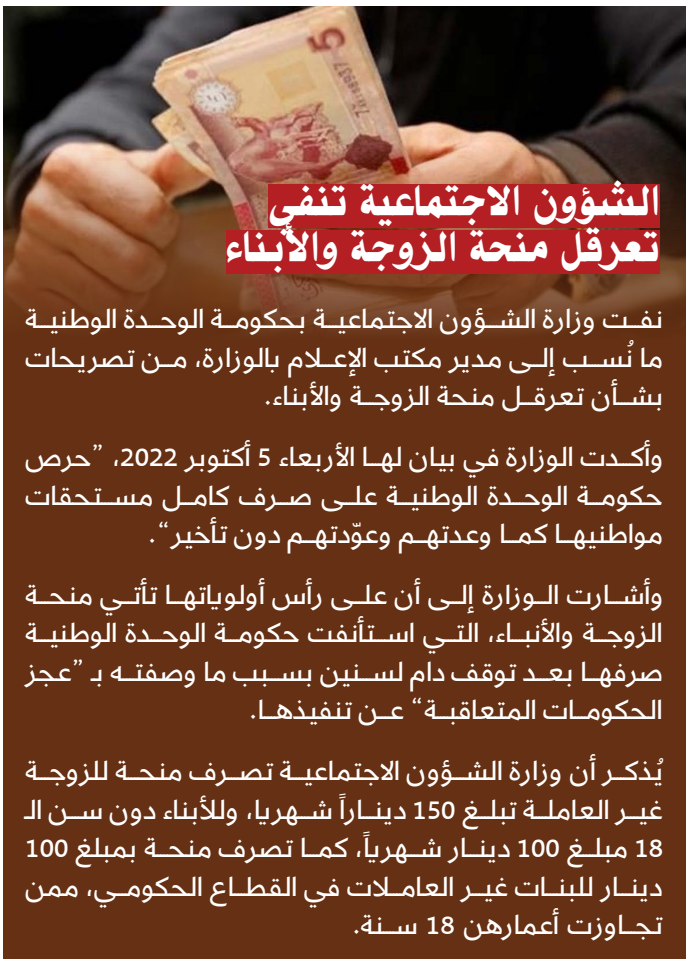 5
الشؤون الاجتماعية تنفي
تعرقل منحة الزوجة والأبناء
نفت وزارة الشؤون الاجتماعية بحكومة الوحدة الوطنية
ما نُسب إلى مدير مكتب الإعلام بالوزارة، من تصريحات
بشأن تعرقل منحة الزوجة والأبناء.
وأكدت الوزارة في بيان لها الأربعاء 5 أكتوبر 2022، ”حرص
حكومة الوحدة الوطنية على صرف كامل مستحقات
مواطنيها كما وعدتهم وعوّدتهم دون تأخير“.
وأشارت الوزارة إلى أن على رأس أولوياتها تأتي منحة
الزوجة والأنباء، التي استأنفت حكومة الوحدة الوطنية
صرفها بعد توقف دام لسنين بسبب ما وصفته بـ ”عجز
الحكومات المتعاقبة“ عن تنفيذها.
يُذكر أن وزارة الشؤون الاجتماعية تصرف منحة للزوجة
غير العاملة تبلغ 150 ديناراً شهريا، وللأبناء دون سن الـ
18 مبلغ 100 دينار شهرياً، كما تصرف منحة بمبلغ 100
دينار للبنات غير العاملات في القطاع الحكومي، ممن
تجاوزت أعمارهن 18 سنة.